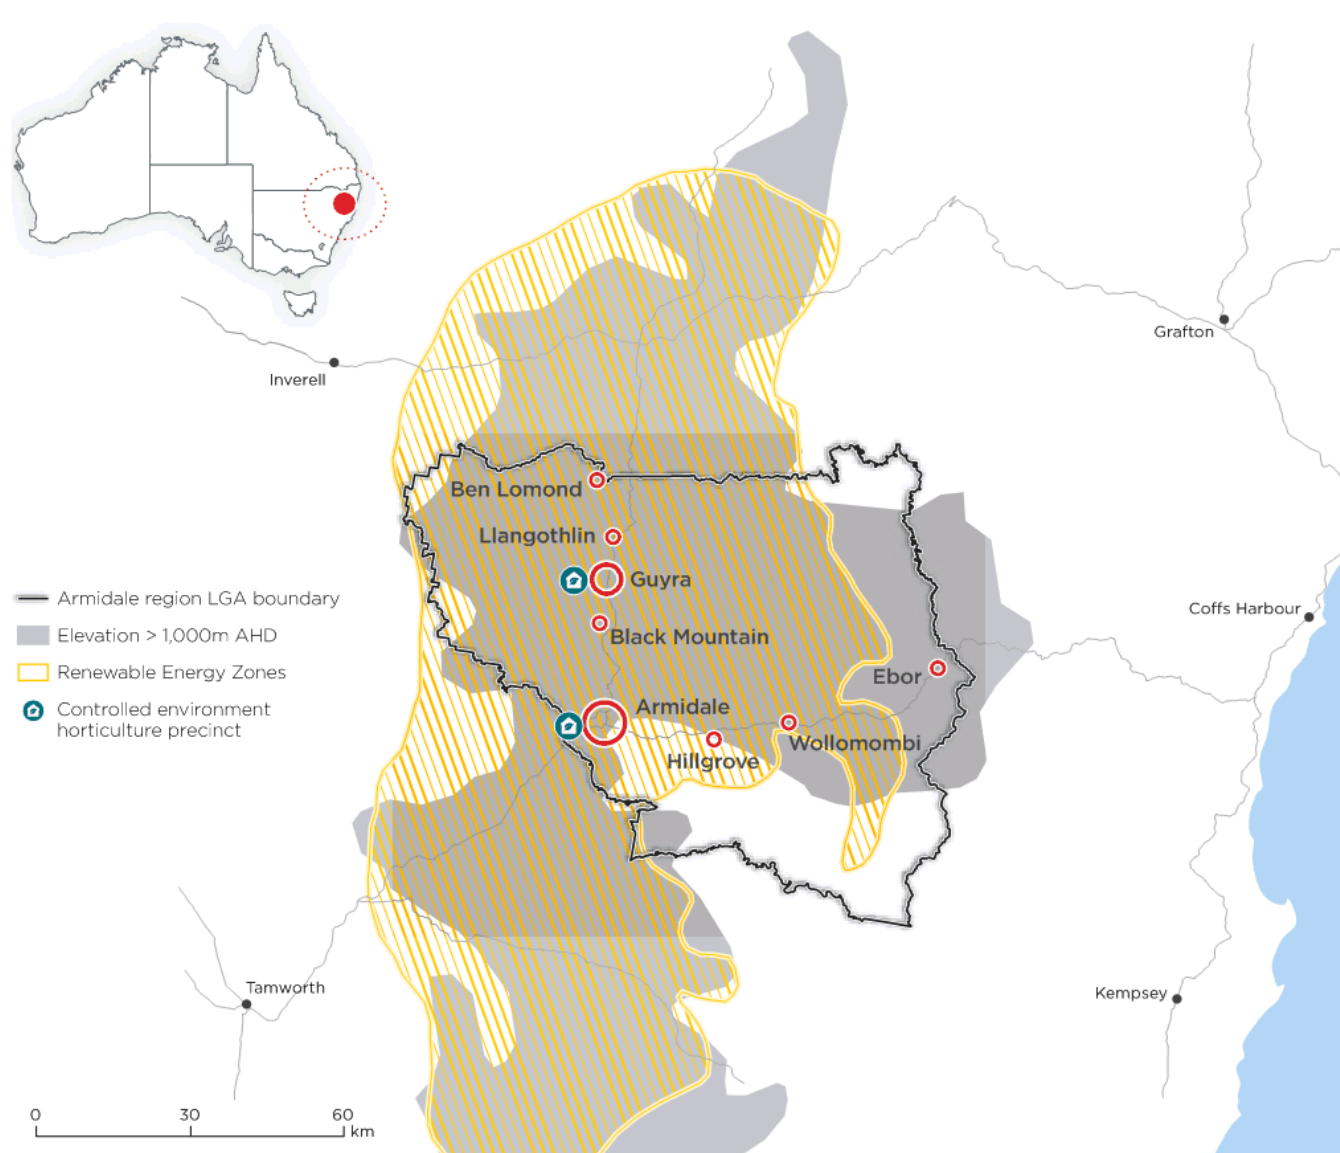 Grafton
Inverell
Ben Lomond
Llangothlin
Guyra
Armidale region LGA boundary
Coffs Harbour
Elevation > 1,000m AHD
Black Mountain
Renewable Energy Zones
Ebor
Controlled environment
horticulture precinct
Armidale
Wollomombi
Hillgrove
Tamworth
Kempsey
0 30 60
km